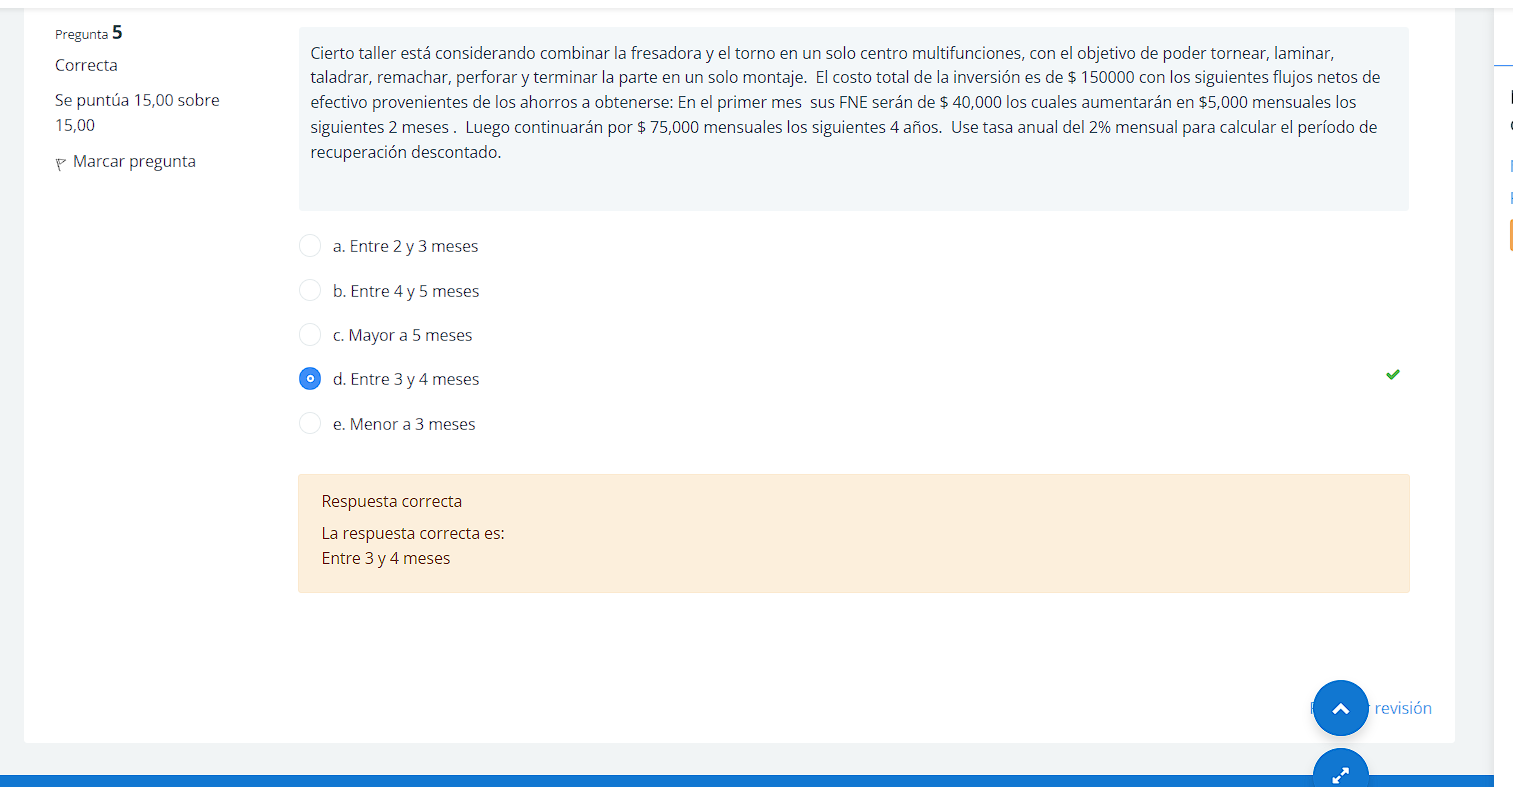 Pregunta 5
Correcta
Se puntúa 15,00 sobre
15,00
Marcar pregunta
Cierto taller está considerando combinar la fresadora y el torno en un solo centro multifunciones, con el objetivo de poder tornear, laminar,
taladrar, remachar, perforar y terminar la parte en un solo montaje. El costo total de la inversión es de $ 150000 con los siguientes flujos netos de
efectivo provenientes de los ahorros a obtenerse: En el primer mes sus FNE serán de $ 40,000 los cuales aumentarán en $5,000 mensuales los
siguientes 2 meses . Luego continuarán por $ 75,000 mensuales los siguientes 4 años. Use tasa anual del 2% mensual para calcular el período de
recuperación descontado.
a. Entre 2 y 3 meses
b. Entre 4 y 5 meses
c. Mayor a 5 meses
d. Entre 3 y 4 meses
e. Menor a 3 meses
Respuesta correcta
La respuesta correcta es:
Entre 3 y 4 meses
revisión